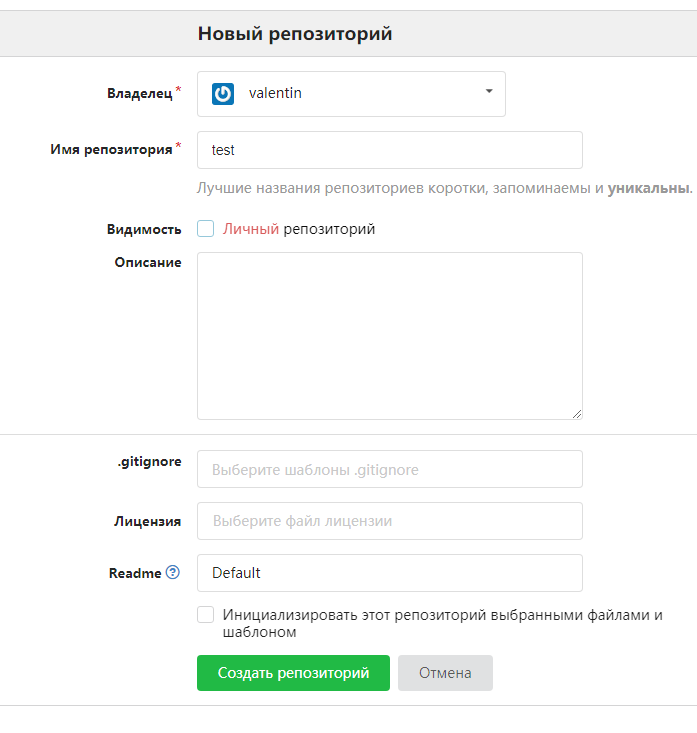 Новый репозиторий
Владелец *
valentin
Имя репозитория *
test
Лучшие названия репозиториев коротки, запоминаемы и уникальны.
Видимость
Личный репозиторий
Описание
.gitignore
Выберите шаблоны .gitignore
Лицензия
Выберите файл лицензии
Readme ?
Default
Инициализировать этот репозиторий выбранными файлами и
шаблоном
Создать репозиторий
Отмена